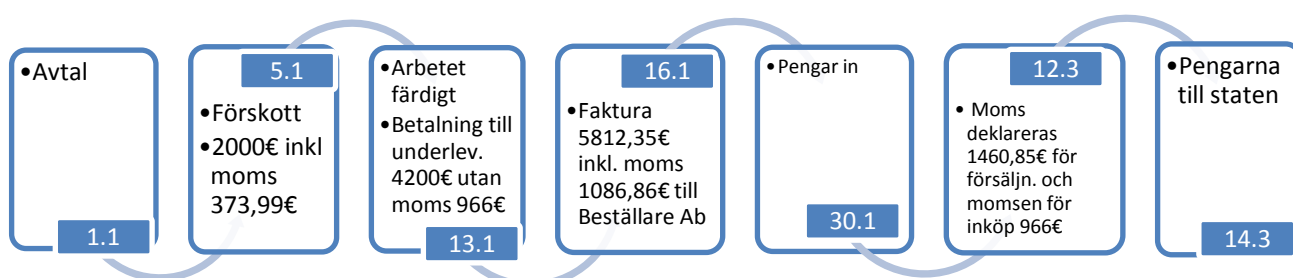 •Avtal
1.1
5.1
•Förskott
•2000€ inkl
moms
373,99€
•Arbetet
färdigt
•Betalning till
underlev.
4200€ utan
moms 966€
13.1
16.1
•Faktura
5812,35€
inkl. moms
1086,86€ till
Beställare Ab
•Pengar in
30.1
12.3
• Moms
deklareras
1460,85€ för
försäljn. och
momsen för
inköp 966€
•Pengarna
till staten
14.3